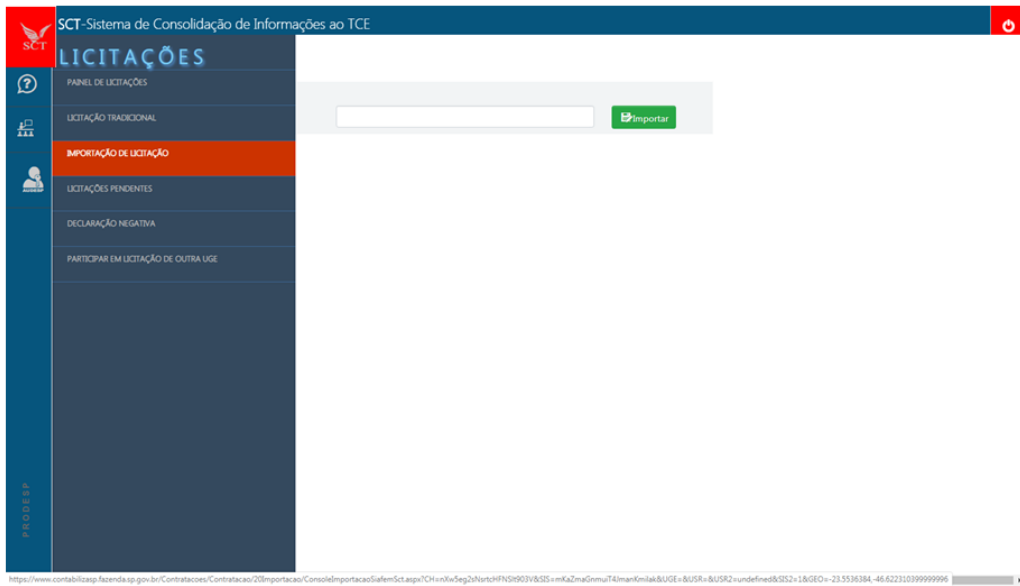 SCT-Sistema de Consolidação de Informações ao TCE
SCT
LICITAÇÕES
PAINEL DE LICITAÇÕES
LICITAÇÃO TRADICIONAL
IMPORTAÇÃO DE LICITAÇÃO
LICITAÇÕES PENDENTES
DECLARAÇÃO NEGATIVA
PARTICIPAR EM LICITAÇÃO DE OUTRA UGE
Importar
PRODESP